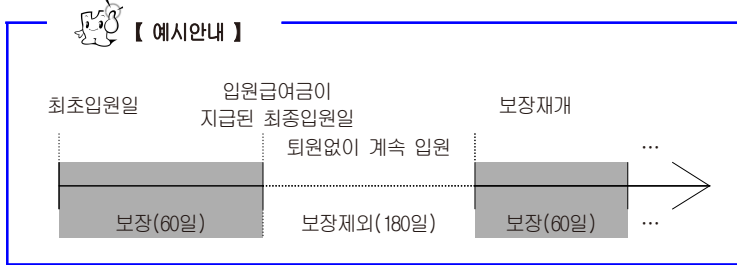 【 예시안내 】
최초입원일
입원급여금이
지급된 최종입원일
보장재개
퇴원없이 계속 입원
…
보장(60일)
보장제외(180일)
보장(60일)
…